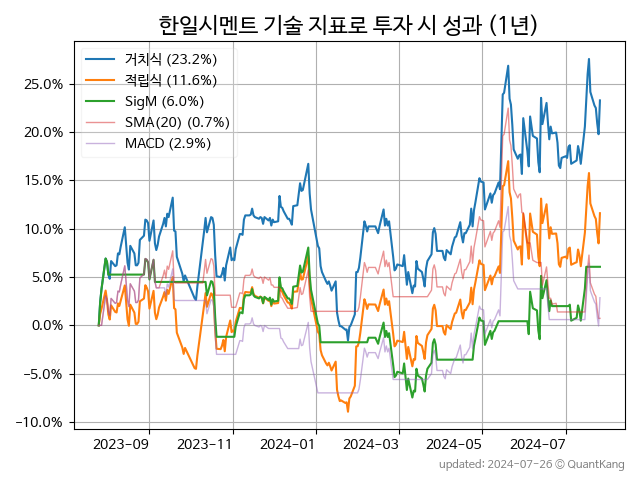 한일시멘트 기술 지표로 투자 시 성과 (1년)
거치식 (23.2%)
적립식 (11.6%)
SigM (6.0%)
SMA(20) (0.7%)
MACD (2.9%)
25.0%
20.0%
15.0%
10.0%
5.0%
0.0%
−5.0%
−10.0%
2023-09 2023-11 2024-01 2024-03 2024-05 2024-07
updated: 2024-07-26 © QuantKang